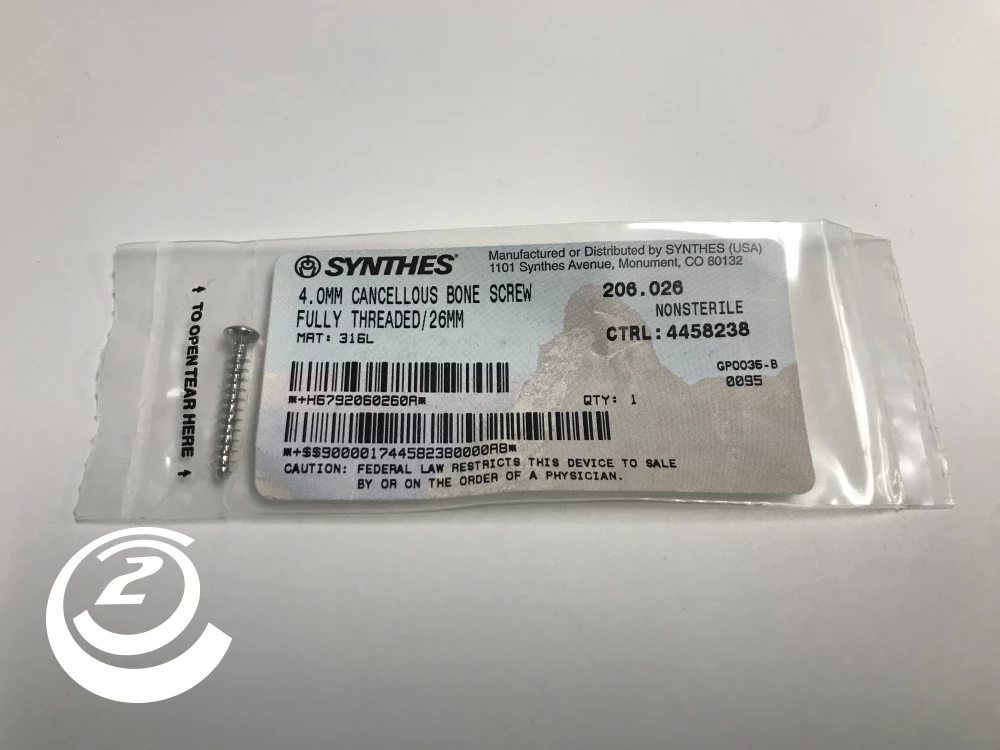 SYNTHES®
Manufactured or Distributed by SYNTHES (USA)
1101 Synthes Avenue, Monument, CO 80132
4.0MM CANCELLOUS BONE SCREW
FULLY THREADED/26MM
MAT: 316L
206.026
NONSTERILE
CTRL: 4458238
GP0035-B
0095
*+H6792060260A*
QTY: 1
*+$$900001744582380000A8*
CAUTION: FEDERAL LAW RESTRICTS THIS DEVICE TO SALE
BY OR ON THE ORDER OF A PHYSICIAN.
TO OPEN TEAR HERE
2